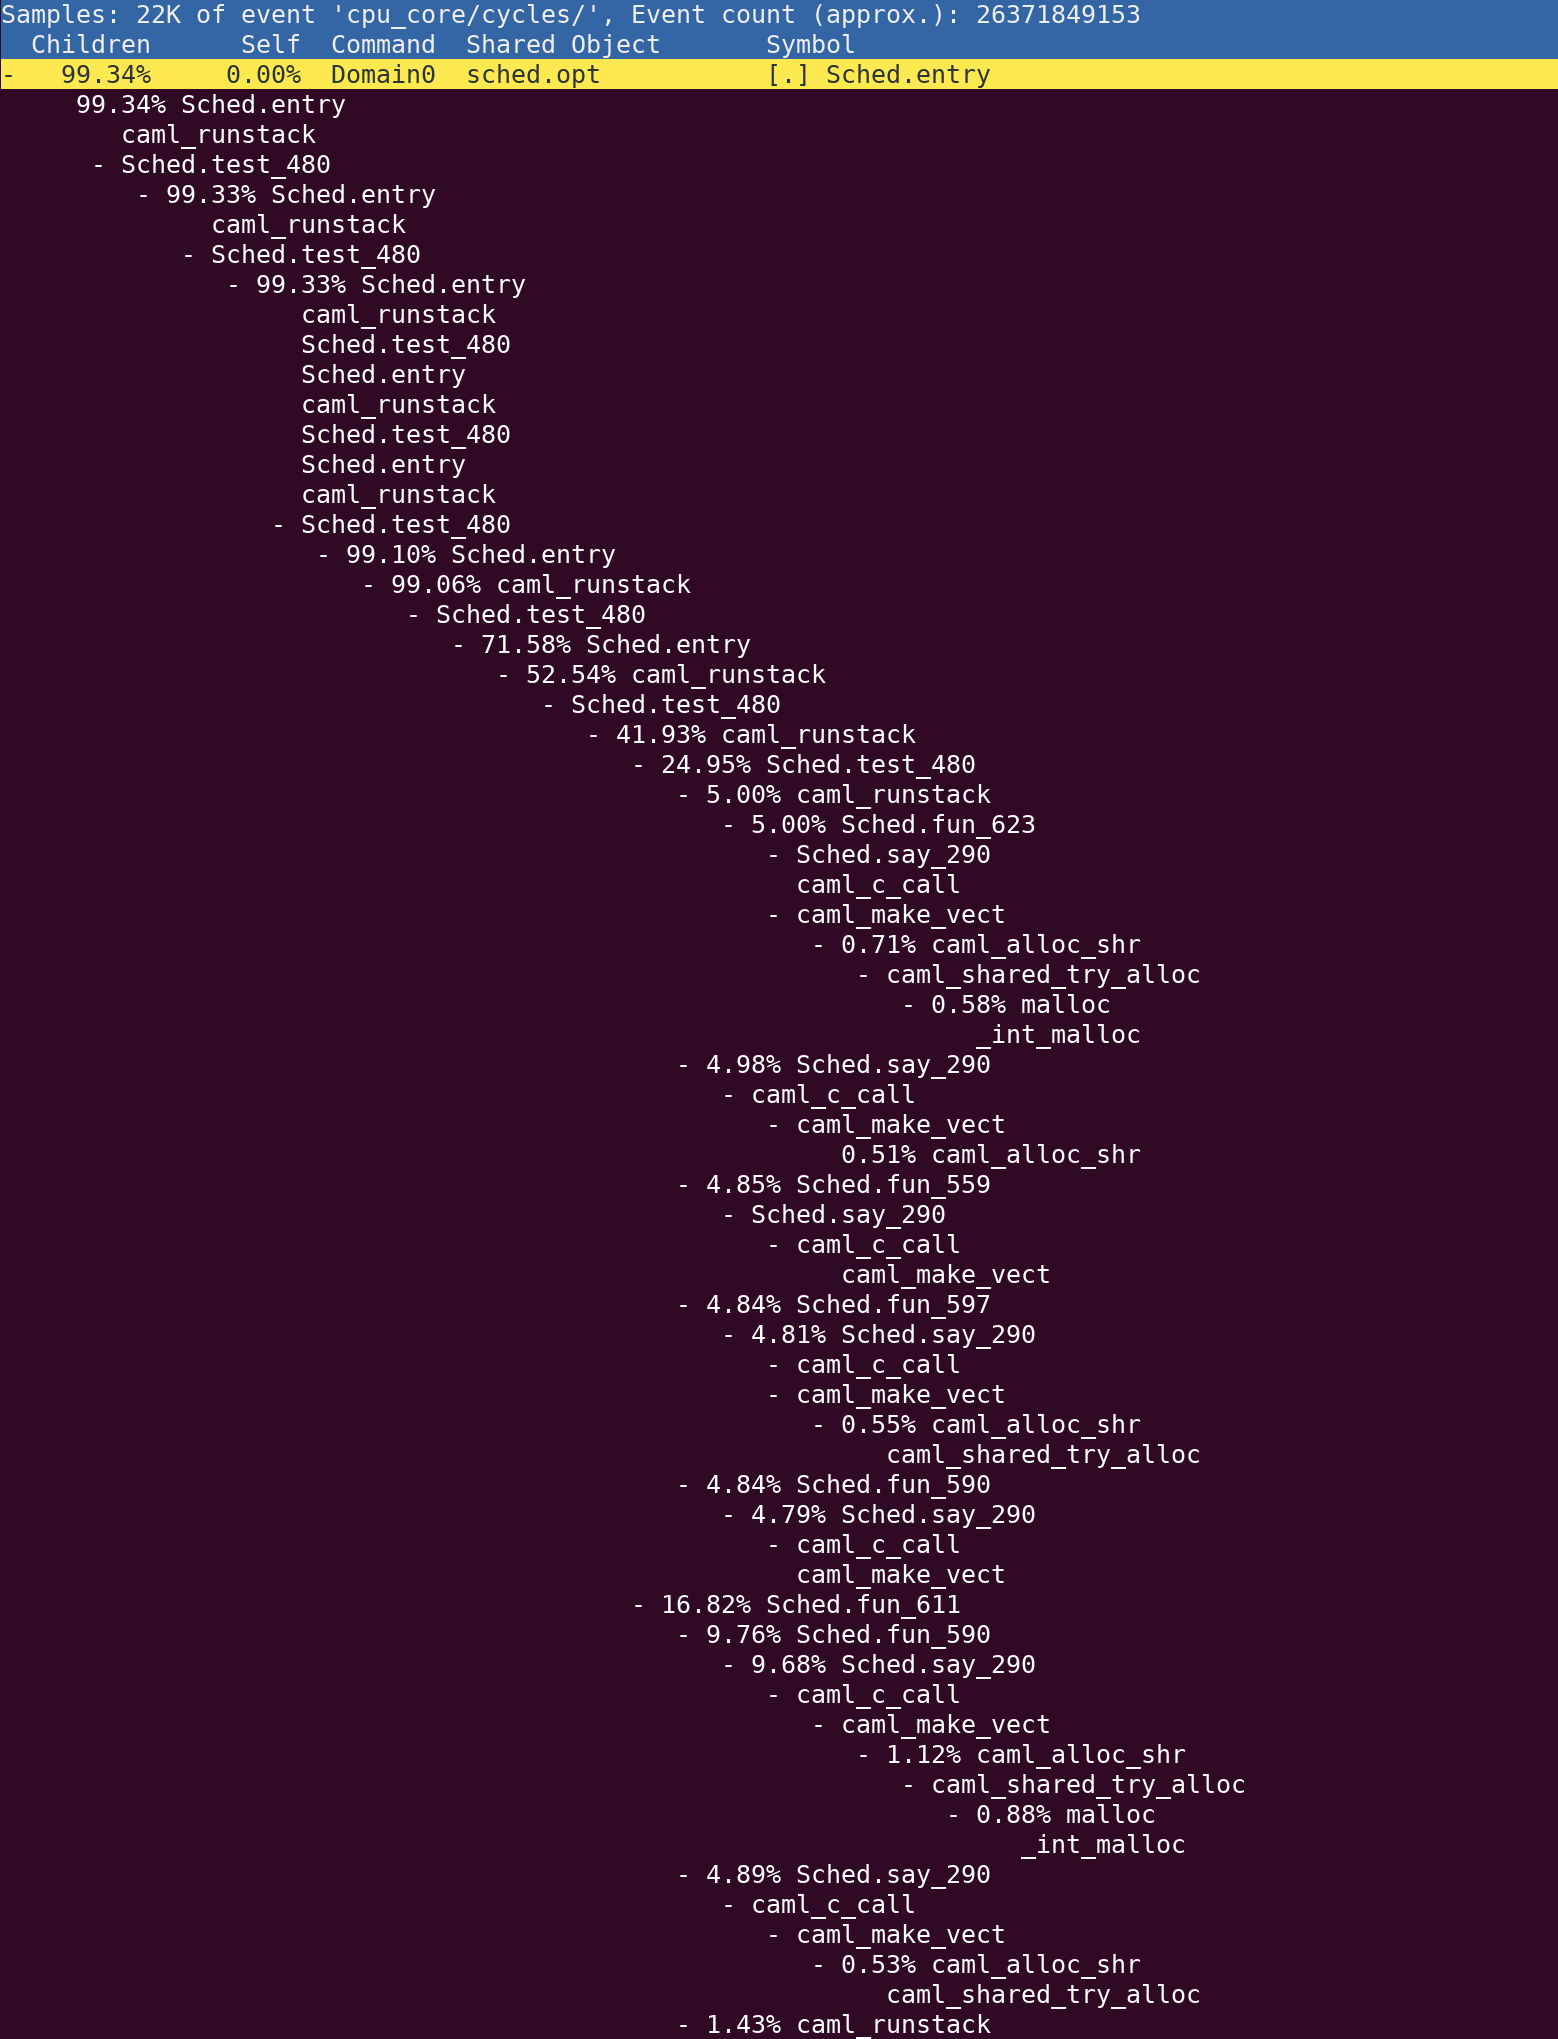 Samples: 22K of event 'cpu_core/cycles/', Event count (approx.): 26371849153
  Children      Self  Command  Shared Object       Symbol
-   99.34%     0.00%  Domain0  sched.opt           [.] Sched.entry
     99.34% Sched.entry
        caml_runstack
      - Sched.test_480
         - 99.33% Sched.entry
              caml_runstack
            - Sched.test_480
               - 99.33% Sched.entry
                    caml_runstack
                    Sched.test_480
                    Sched.entry
                    caml_runstack
                    Sched.test_480
                    Sched.entry
                    caml_runstack
                  - Sched.test_480
                     - 99.10% Sched.entry
                        - 99.06% caml_runstack
                           - Sched.test_480
                              - 71.58% Sched.entry
                                 - 52.54% caml_runstack
                                    - Sched.test_480
                                       - 41.93% caml_runstack
                                          - 24.95% Sched.test_480
                                             - 5.00% caml_runstack
                                                - 5.00% Sched.fun_623
                                                   - Sched.say_290
                                                     caml_c_call
                                                   - caml_make_vect
                                                      - 0.71% caml_alloc_shr
                                                         - caml_shared_try_alloc
                                                            - 0.58% malloc
                                                                 _int_malloc
                                             - 4.98% Sched.say_290
                                                - caml_c_call
                                                   - caml_make_vect
                                                        0.51% caml_alloc_shr
                                             - 4.85% Sched.fun_559
                                                - Sched.say_290
                                                   - caml_c_call
                                                        caml_make_vect
                                             - 4.84% Sched.fun_597
                                                - 4.81% Sched.say_290
                                                   - caml_c_call
                                                   - caml_make_vect
                                                      - 0.55% caml_alloc_shr
                                                           caml_shared_try_alloc
                                             - 4.84% Sched.fun_590
                                                - 4.79% Sched.say_290
                                                   - caml_c_call
                                                     caml_make_vect
                                          - 16.82% Sched.fun_611
                                             - 9.76% Sched.fun_590
                                                - 9.68% Sched.say_290
                                                   - caml_c_call
                                                      - caml_make_vect
                                                         - 1.12% caml_alloc_shr
                                                            - caml_shared_try_alloc
                                                               - 0.88% malloc
                                                                    _int_malloc
                                             - 4.89% Sched.say_290
                                                - caml_c_call
                                                   - caml_make_vect
                                                      - 0.53% caml_alloc_shr
                                                           caml_shared_try_alloc
                                             - 1.43% caml_runstack